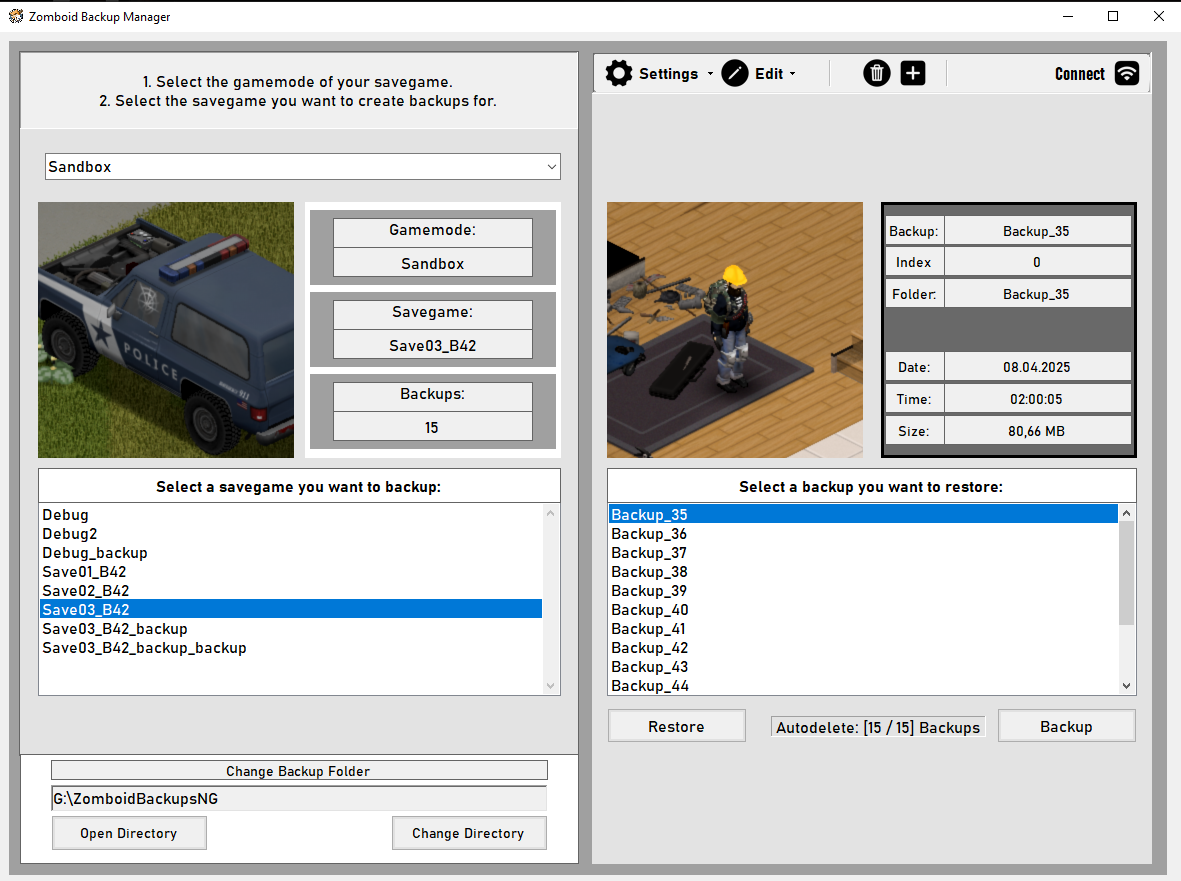 Zomboid Backup Manager
1. Select the gamemode of your savegame.
2. Select the savegame you want to create backups for.
Sandbox
POLICE
Gamemode:
Sandbox
Savegame:
Save03_B42
Backups:
15
Select a savegame you want to backup:
Debug
Debug2
Debug_backup
Save01_B42
Save02_B42
Save03_B42
Save03_B42_backup
Save03_B42_backup_backup
Change Backup Folder
G:\ZomboidBackupsNG
Open Directory
Change Directory
Settings
Edit
Connect
Backup: Backup_35
Index 0
Folder: Backup_35
Date: 08.04.2025
Time: 02:00:05
Size: 80,66 MB
Select a backup you want to restore:
Backup_35
Backup_36
Backup_37
Backup_38
Backup_39
Backup_40
Backup_41
Backup_42
Backup_43
Backup_44
Restore
Autodelete: [15 / 15] Backups
Backup